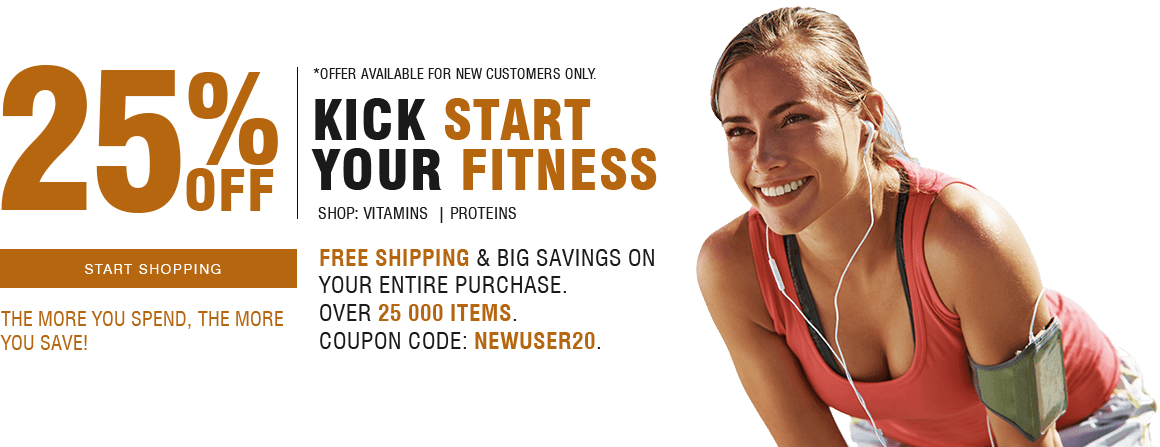 25%
OFF
*OFFER AVAILABLE FOR NEW CUSTOMERS ONLY.
KICK START
YOUR FITNESS
SHOP: VITAMINS | PROTEINS
START SHOPPING
THE MORE YOU SPEND, THE MORE
YOU SAVE!
FREE SHIPPING & BIG SAVINGS ON
YOUR ENTIRE PURCHASE.
OVER 25 000 ITEMS.
COUPON CODE: NEWUSER20.